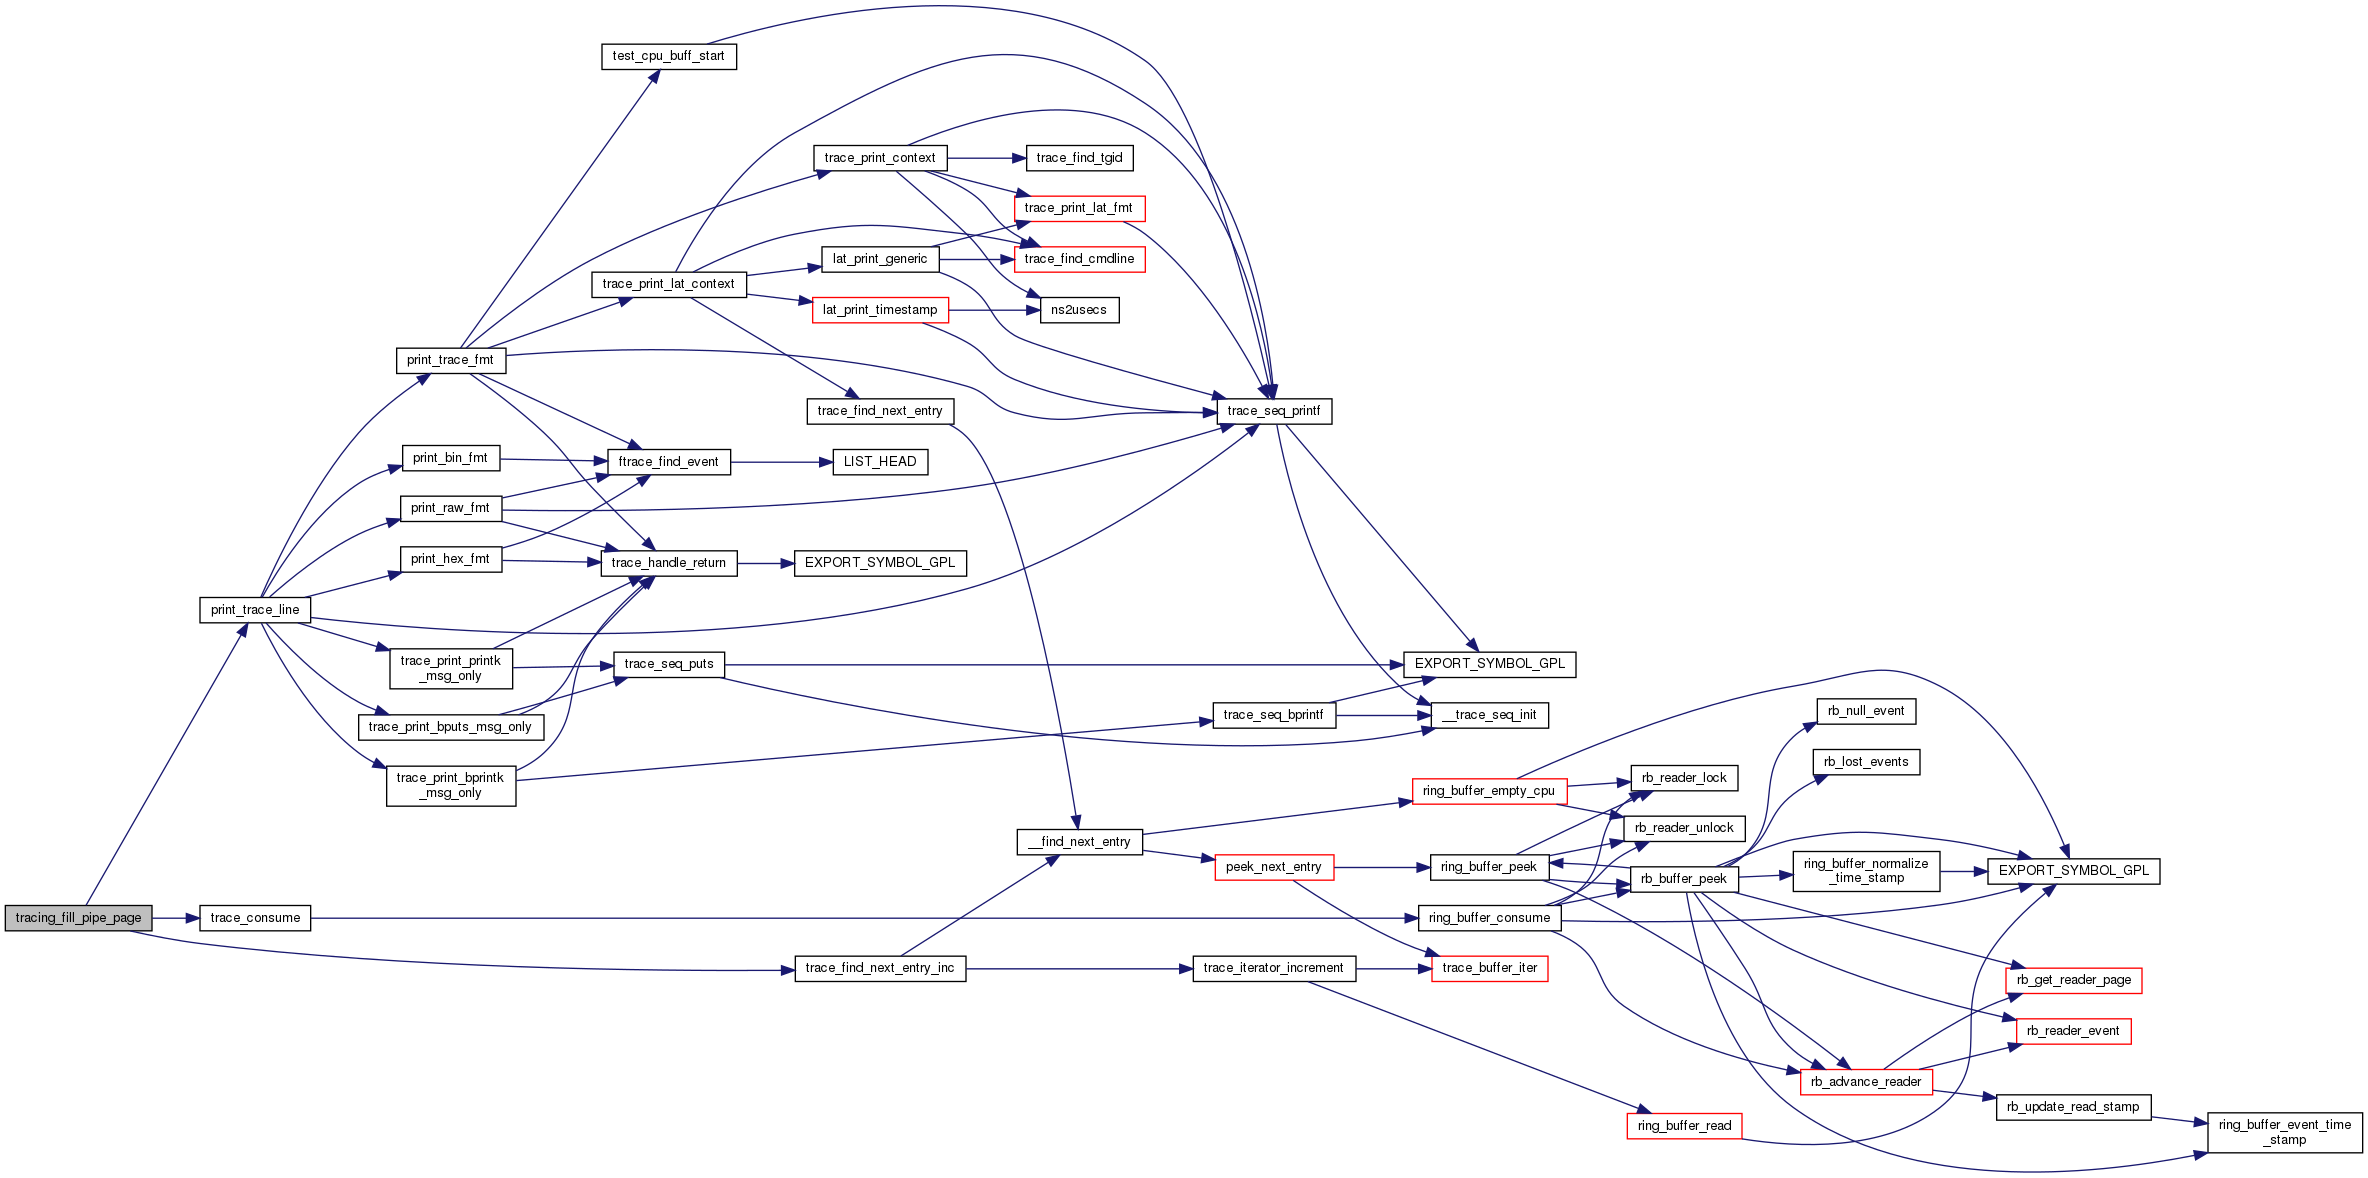 test_cpu_buff_start
trace_print_context
trace_find_tgid
trace_print_lat_fmt
lat_print_generic
trace_find_cmdline
trace_print_lat_context
lat_print_timestamp
ns2usecs
print_trace_fmt
trace_find_next_entry
trace_seq_printf
print_bin_fmt
ftrace_find_event
LIST_HEAD
print_raw_fmt
print_hex_fmt
trace_handle_return
EXPORT_SYMBOL_GPL
print_trace_line
trace_print_printk
_msg_only
trace_seq_puts
EXPORT_SYMBOL_GPL
trace_print_bputs_msg_only
trace_seq_bprintf
__trace_seq_init
rb_null_event
trace_print_bprintk
_msg_only
rb_lost_events
ring_buffer_empty_cpu
rb_reader_lock
rb_reader_unlock
__find_next_entry
peek_next_entry
ring_buffer_peek
rb_buffer_peek
ring_buffer_normalize
_time_stamp
EXPORT_SYMBOL_GPL
tracing_fill_pipe_page
trace_consume
ring_buffer_consume
trace_find_next_entry_inc
trace_iterator_increment
trace_buffer_iter
rb_get_reader_page
rb_reader_event
rb_advance_reader
rb_update_read_stamp
ring_buffer_read
ring_buffer_event_time
_stamp